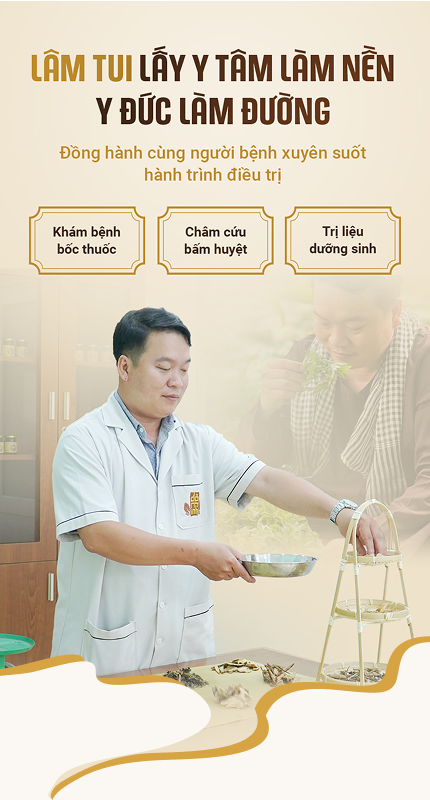 LÂM TUI LẤY Y TÂM LÀM NỀN
Y ĐỨC LÀM ĐƯỜNG
Đồng hành cùng người bệnh xuyên suốt
hành trình điều trị
Khám bệnh
bốc thuốc
Châm cứu
bấm huyệt
Trị liệu
dưỡng sinh